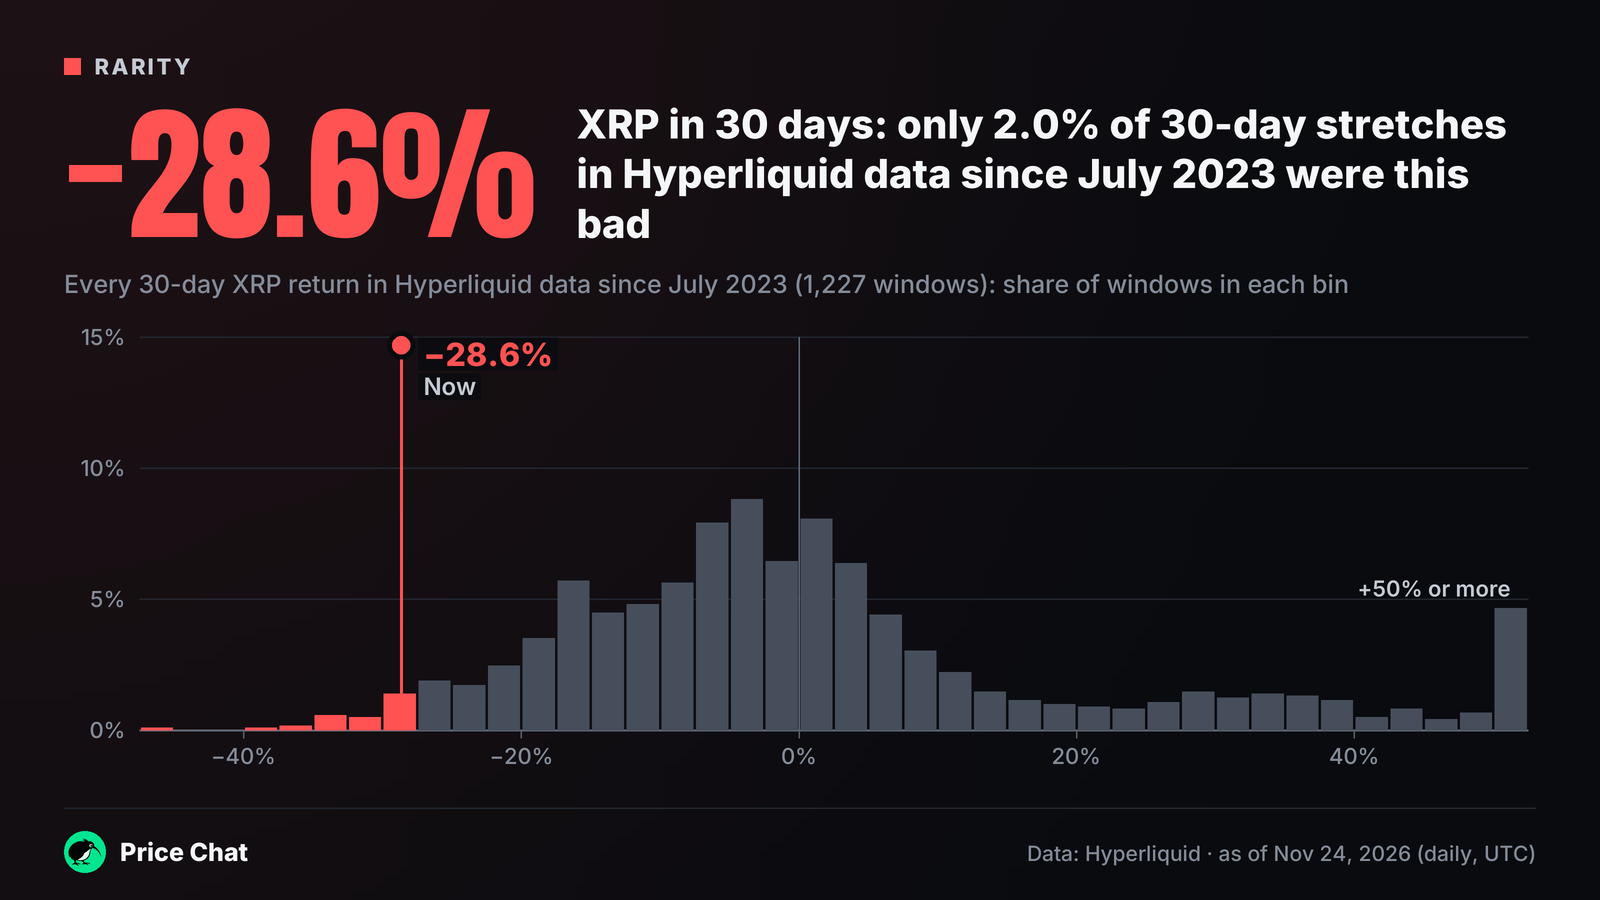 RARITY
−28.6%
XRP in 30 days: only 2.0% of 30-day stretches
in Hyperliquid data since July 2023 were this
bad
Every 30-day XRP return in Hyperliquid data since July 2023 (1,227 windows): share of windows in each bin
15%
−28.6%
Now
10%
+50% or more
5%
0%
−40%
−20%
0%
20%
40%
Price Chat
Data: Hyperliquid · as of Nov 24, 2026 (daily, UTC)